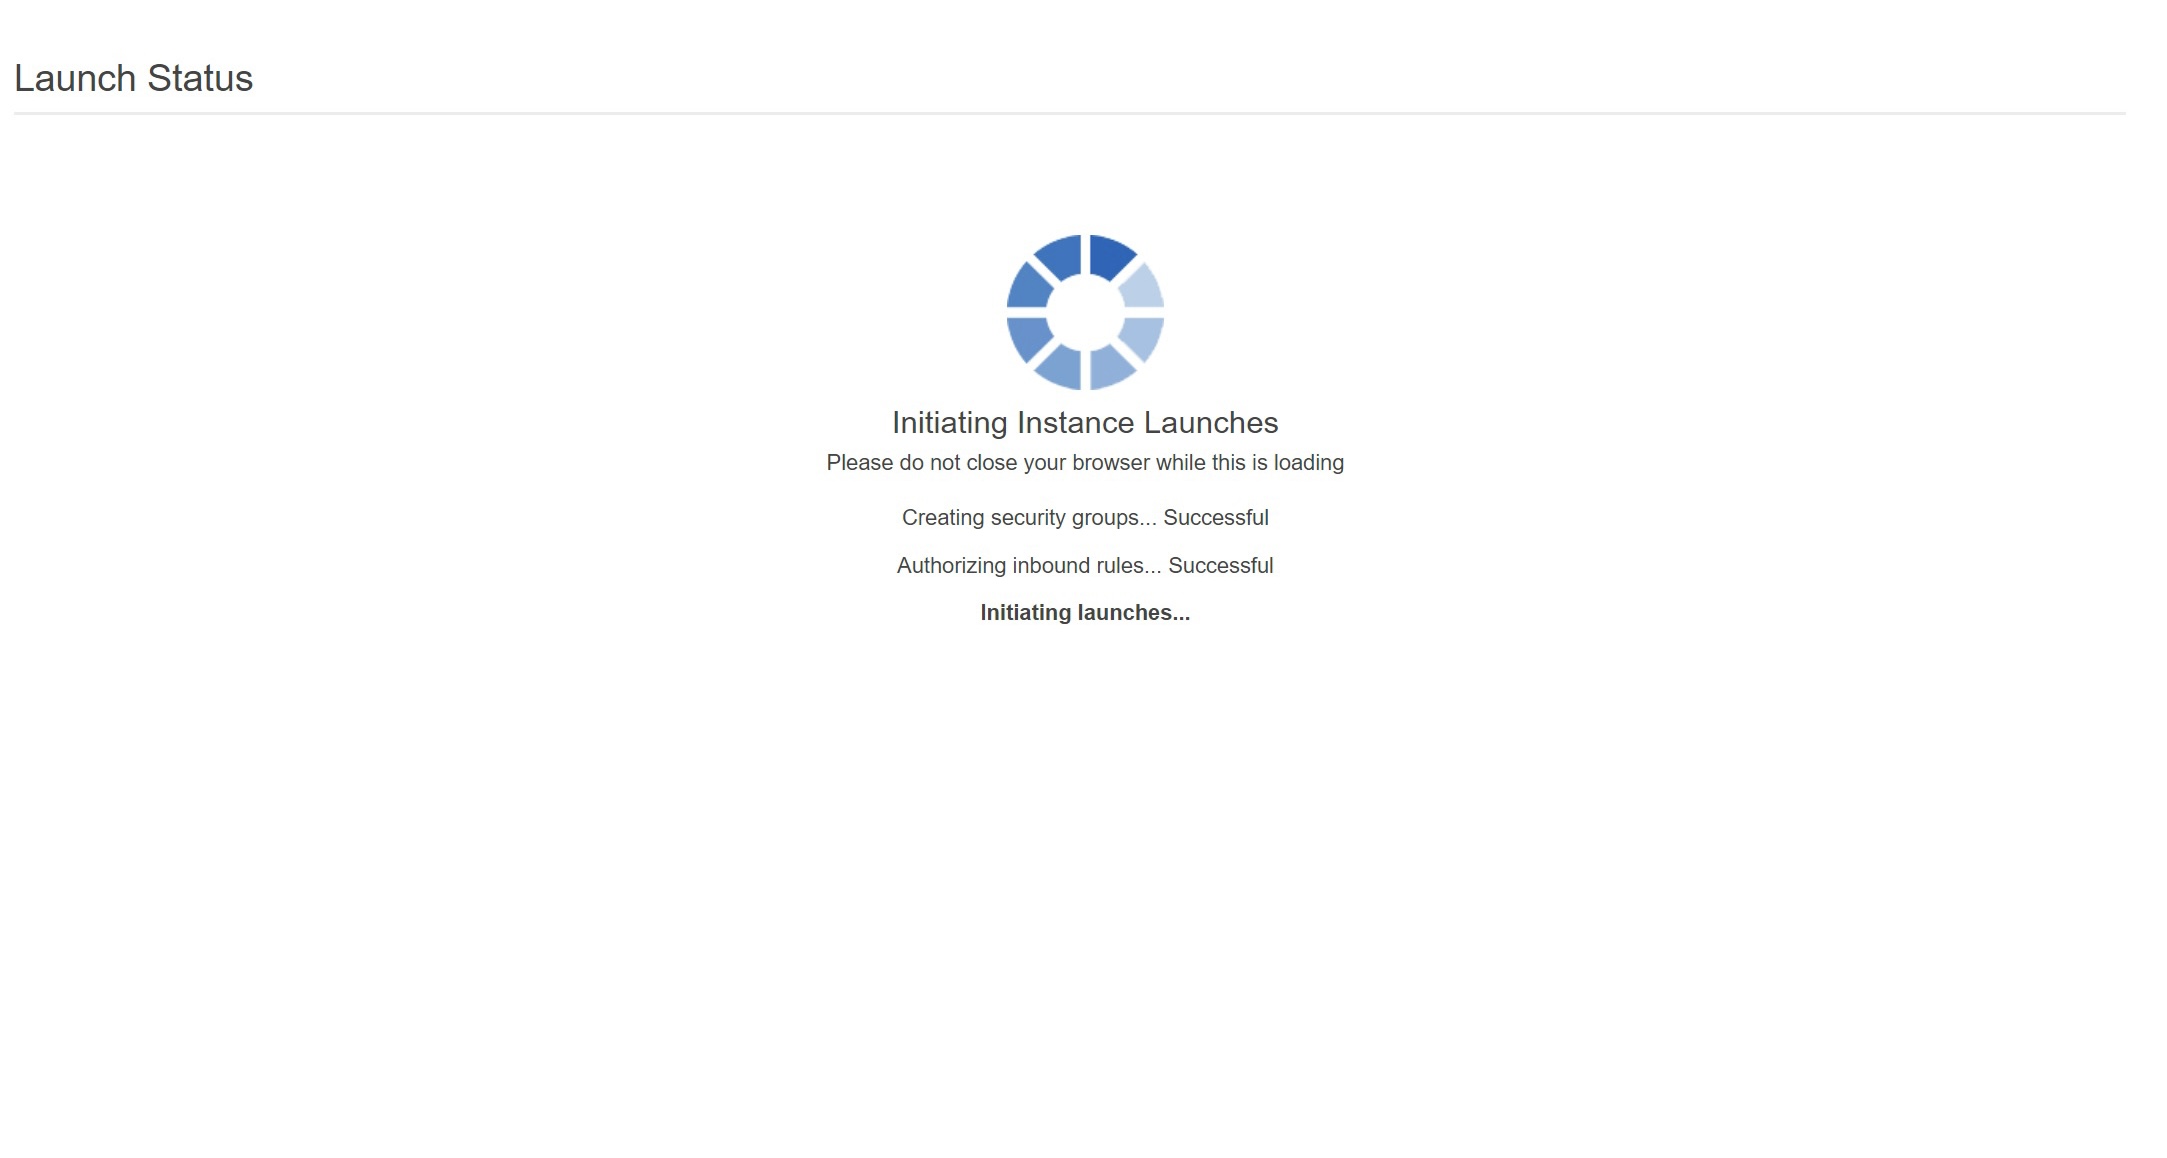 Launch Status
Initiating Instance Launches
Please do not close your browser while this is loading
Creating security groups... Successful
Authorizing inbound rules... Successful
Initiating launches...